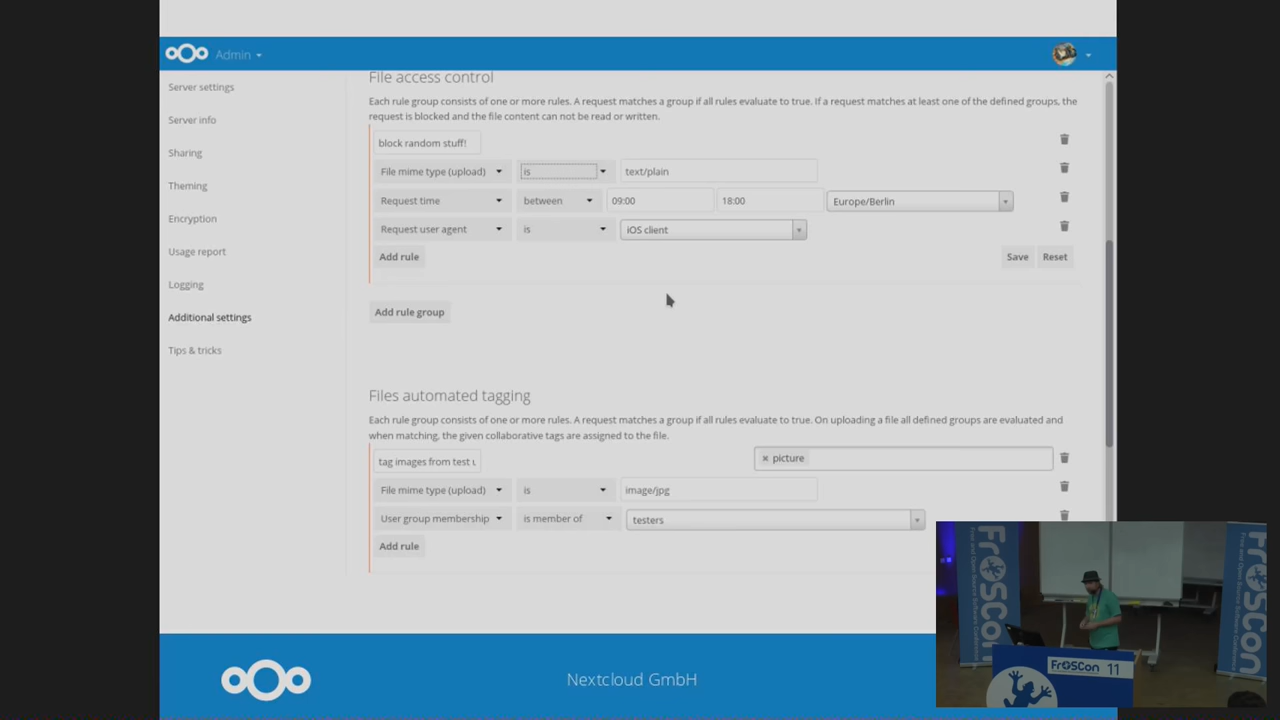 Admin
Server settings
Server info
Sharing
Theming
Encryption
Usage report
Logging
Additional settings
Tips & tricks
File access control
Each rule group consists of one or more rules. A request matches a group if all rules evaluate to true. If a request matches at least one of the defined groups, the
request is blocked and the file content can not be read or written.
block random stuff!
File mime type (upload) is text/plain
Request time between 09:00 18:00 Europe/Berlin
Request user agent is iOS client
Add rule Save Reset
Add rule group
Files automated tagging
Each rule group consists of one or more rules. A request matches a group if all rules evaluate to true. On uploading a file all defined groups are evaluated and
when matching, the given collaborative tags are assigned to the file.
tag images from test × picture
File mime type (upload) is image/jpg
User group membership is member of testers
Add rule
Nextcloud GmbH
FrOSCon
Free and Open Source Software Conference
FrOSCon 11
FrOSCon